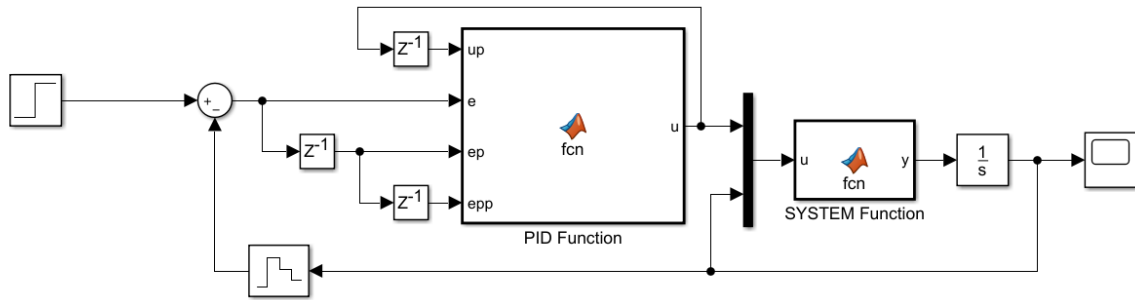 Z-1
up
+
−
e
fcn
u
Z-1
ep
u
fcn
y
1
s
Z-1
epp
SYSTEM Function
PID Function